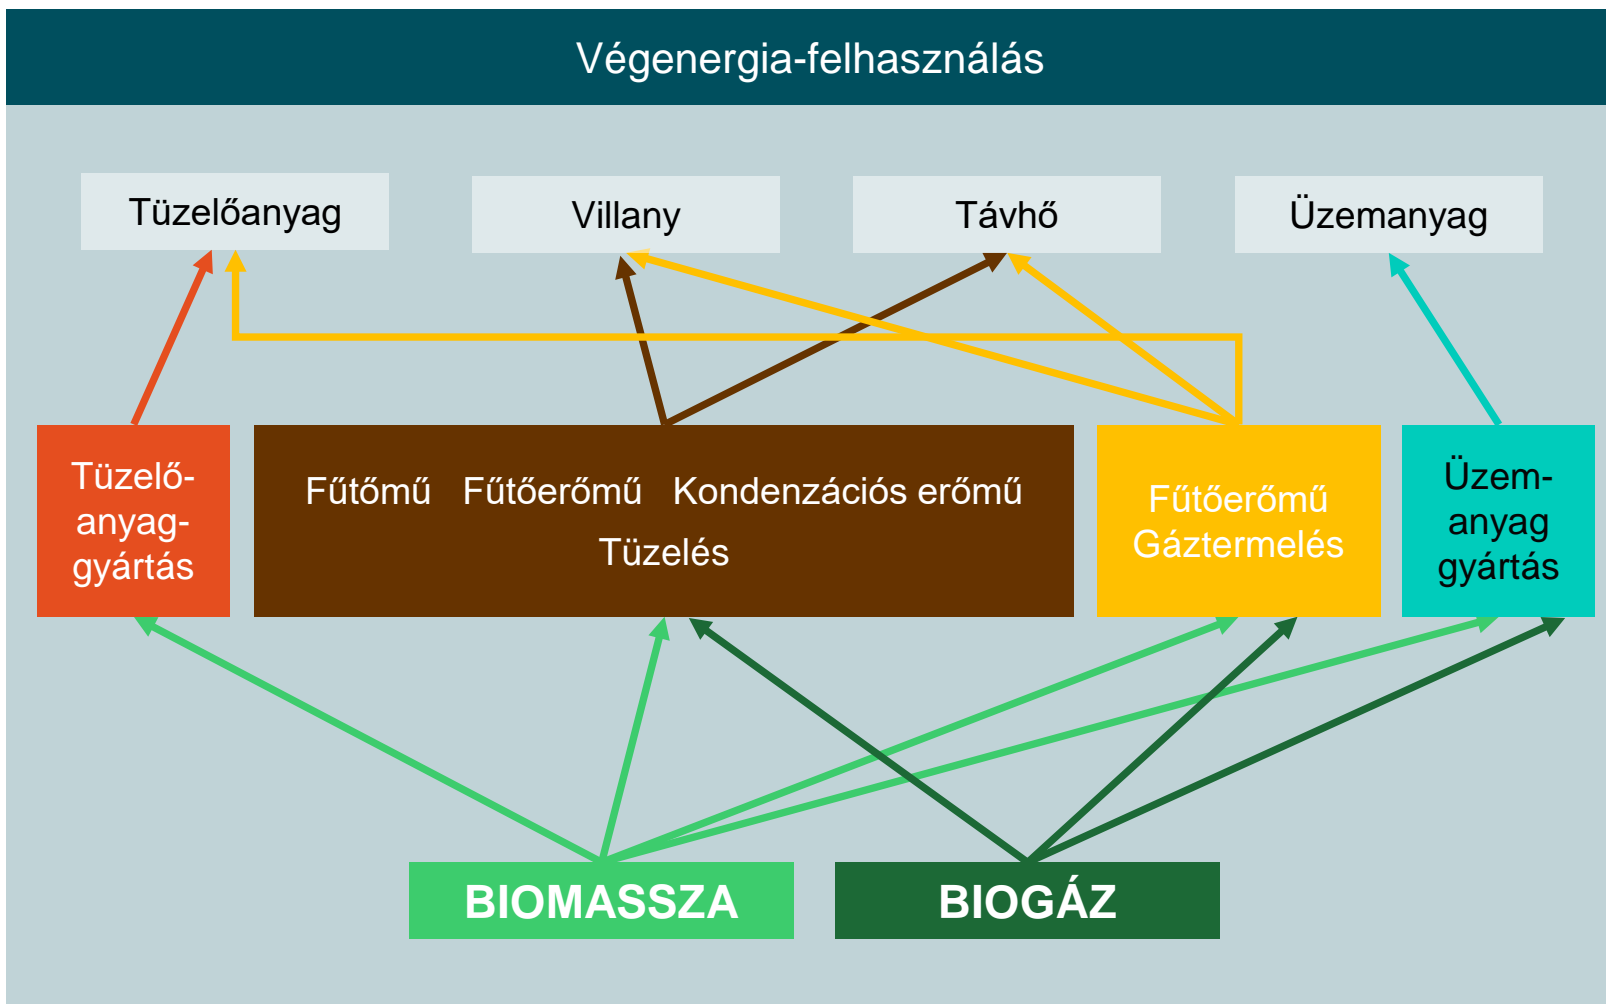 Végenergia-felhasználás
Tüzelőanyag
Villany
Távhő
Üzemanyag
Tüzelő-
anyag-
gyártás
Fűtőmű Fűtőerőmű Kondenzációs erőmű
Tüzelés
Fűtőerőmű
Gáztermelés
Üzem-
anyag
gyártás
BIOMASSZA
BIOGÁZ